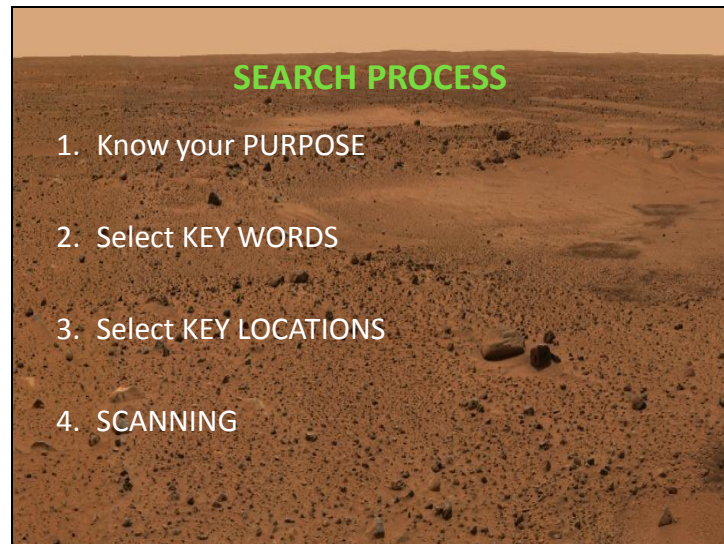 SEARCH PROCESS
1. Know your PURPOSE
2. Select KEY WORDS
3. Select KEY LOCATIONS
4. SCANNING